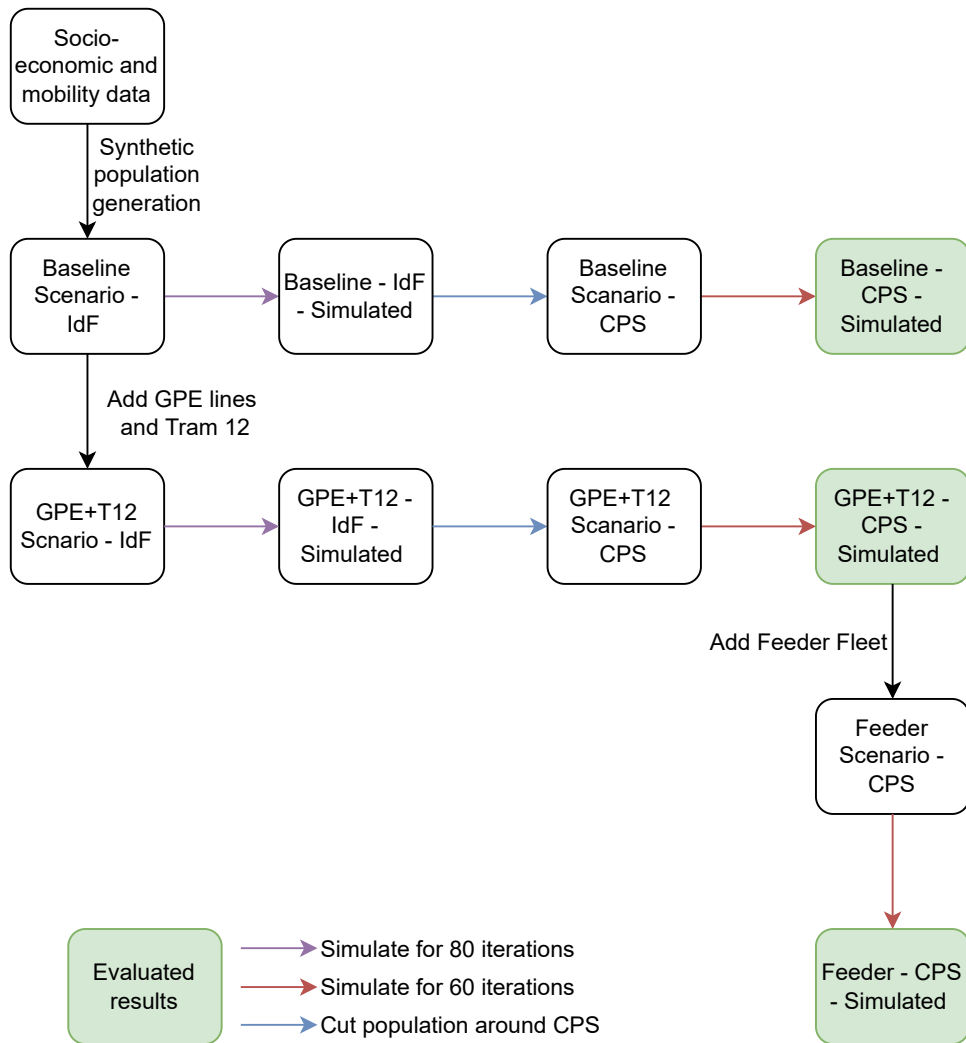 Socio-
economic and
mobility data
Synthetic
population
generation
Baseline
Scenario -
IdF
Baseline - IdF
- Simulated
Baseline
Scanario -
CPS
Baseline -
CPS -
Simulated
Add GPE lines
and Tram 12
GPE+T12
Scnario - IdF
GPE+T12 -
IdF -
Simulated
GPE+T12
Scanario -
CPS
GPE+T12 -
CPS -
Simulated
Add Feeder Fleet
Feeder
Scenario -
CPS
Feeder - CPS
- Simulated
Evaluated
results
Simulate for 80 iterations
Simulate for 60 iterations
Cut population around CPS